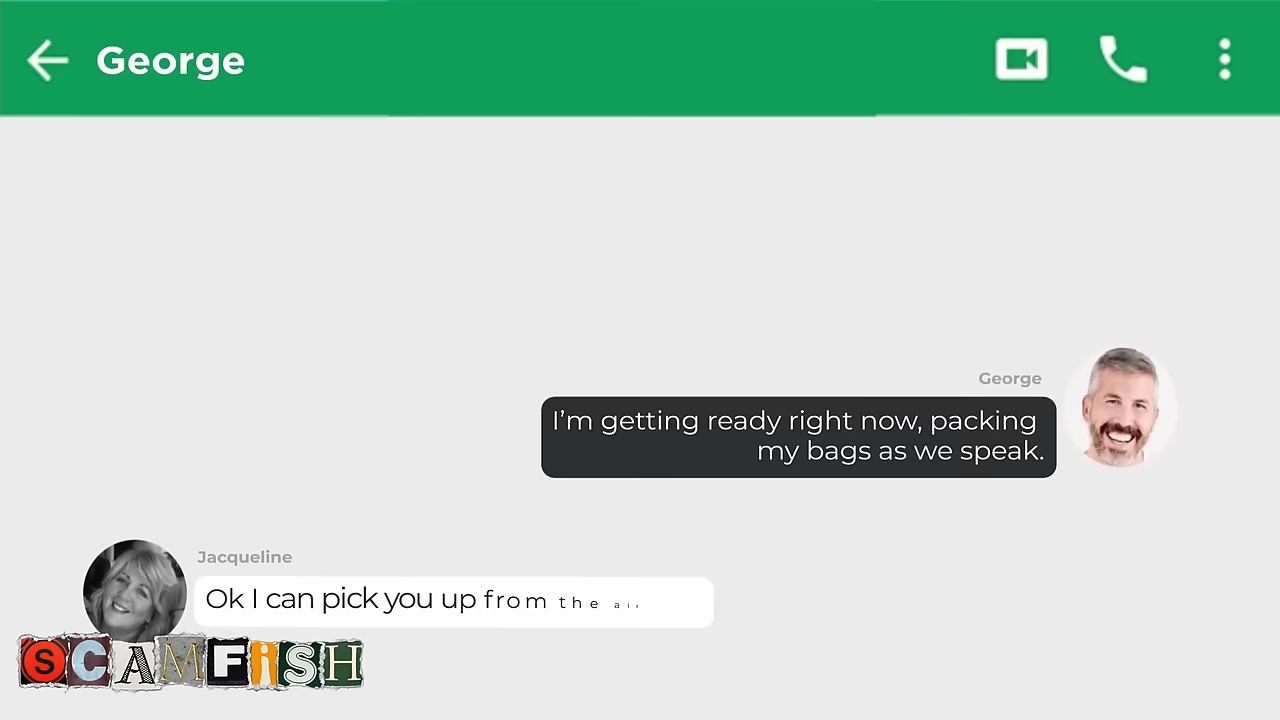 George
George
I'm getting ready right now, packing
my bags as we speak.
Jacqueline
Ok I can pick you up from the
SCAMFiSH